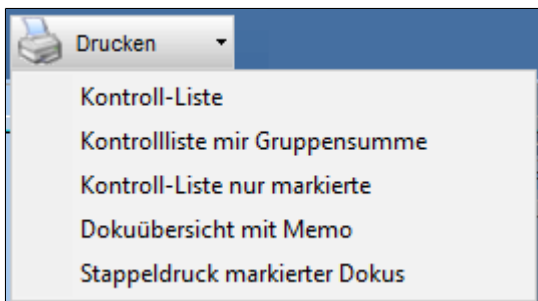 Drucken
Kontroll-Liste
Kontrollliste mir Gruppensumme
Kontroll-Liste nur markierte
Dokuübersicht mit Memo
Stappeldruck markierter Dokus